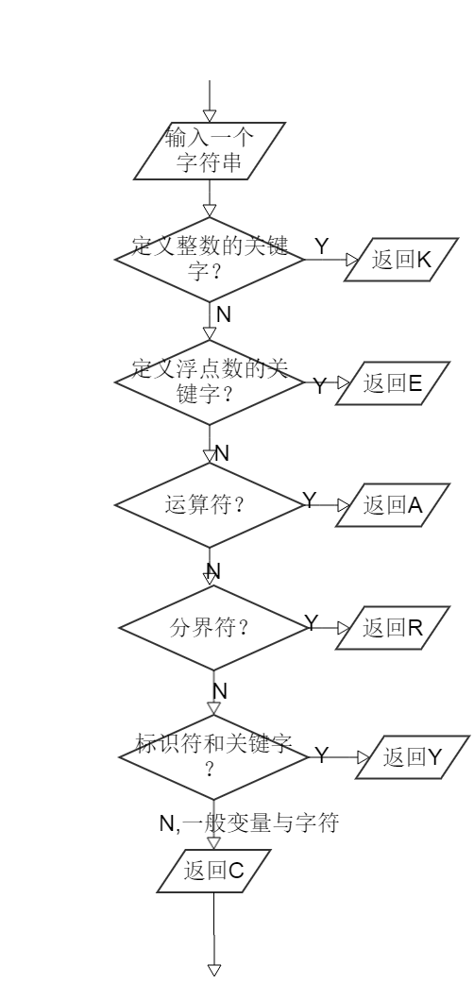 输入一个
字符串
定义整数的关键
字?
Y
返回K
N
定义浮点数的关
键字?
Y
返回E
N
运算符?
Y
返回A
N
分界符?
Y
返回R
N
标识符和关键字
?
Y
返回Y
N,一般变量与字符
返回C